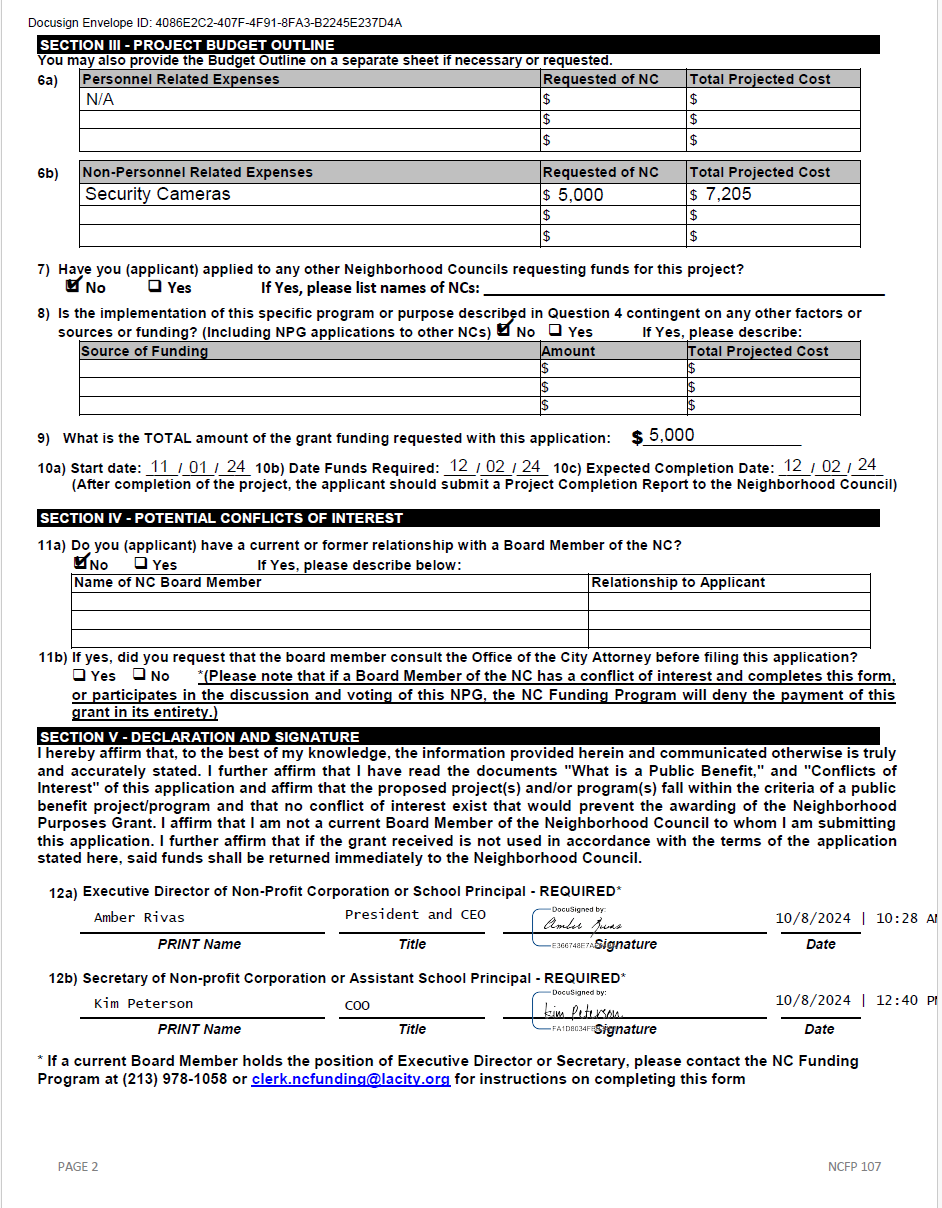 Docusign Envelope ID: 4086E2C2-407F-4F91-8FA3-B2245E237D4A
SECTION III - PROJECT BUDGET OUTLINE
You may also provide the Budget Outline on a separate sheet if necessary or requested.
6a) Personnel Related Expenses Requested of NC Total Projected Cost
N/A $ $
$ $
$ $
6b) Non-Personnel Related Expenses Requested of NC Total Projected Cost
Security Cameras $ 5,000 $ 7,205
$ $
$ $
7) Have you (applicant) applied to any other Neighborhood Councils requesting funds for this project?
No Yes If Yes, please list names of NCs:
8) Is the implementation of this specific program or purpose described in Question 4 contingent on any other factors or
sources or funding? (Including NPG applications to other NCs) No Yes If Yes, please describe:
Source of Funding Amount Total Projected Cost
$ $
$ $
$ $
9) What is the TOTAL amount of the grant funding requested with this application: $ 5,000
10a) Start date: 11 / 01 / 24 10b) Date Funds Required: 12 / 02 / 24 10c) Expected Completion Date: 12 / 02 / 24
(After completion of the project, the applicant should submit a Project Completion Report to the Neighborhood Council)
SECTION IV - POTENTIAL CONFLICTS OF INTEREST
11a) Do you (applicant) have a current or former relationship with a Board Member of the NC?
No Yes If Yes, please describe below:
Name of NC Board Member Relationship to Applicant
11b) If yes, did you request that the board member consult the Office of the City Attorney before filing this application?
Yes No *(Please note that if a Board Member of the NC has a conflict of interest and completes this form,
or participates in the discussion and voting of this NPG, the NC Funding Program will deny the payment of this
grant in its entirety.)
SECTION V - DECLARATION AND SIGNATURE
I hereby affirm that, to the best of my knowledge, the information provided herein and communicated otherwise is truly
and accurately stated. I further affirm that I have read the documents "What is a Public Benefit," and "Conflicts of
Interest" of this application and affirm that the proposed project(s) and/or program(s) fall within the criteria of a public
benefit project/program and that no conflict of interest exist that would prevent the awarding of the Neighborhood
Purposes Grant. I affirm that I am not a current Board Member of the Neighborhood Council to whom I am submitting
this application. I further affirm that if the grant received is not used in accordance with the terms of the application
stated here, said funds shall be returned immediately to the Neighborhood Council.
12a) Executive Director of Non-Profit Corporation or School Principal - REQUIRED*
DocuSigned by:
Amber Rivas President and CEO Amber Rivas 10/8/2024 | 10:28 AM
PRINT Name Title Signature Date
12b) Secretary of Non-profit Corporation or Assistant School Principal - REQUIRED*
DocuSigned by:
Kim Peterson COO Kim Peterson 10/8/2024 | 12:40 PM
PRINT Name Title Signature Date
* If a current Board Member holds the position of Executive Director or Secretary, please contact the NC Funding
Program at (213) 978-1058 or clerk.ncfunding@lacity.org for instructions on completing this form
PAGE 2 NCFP 107